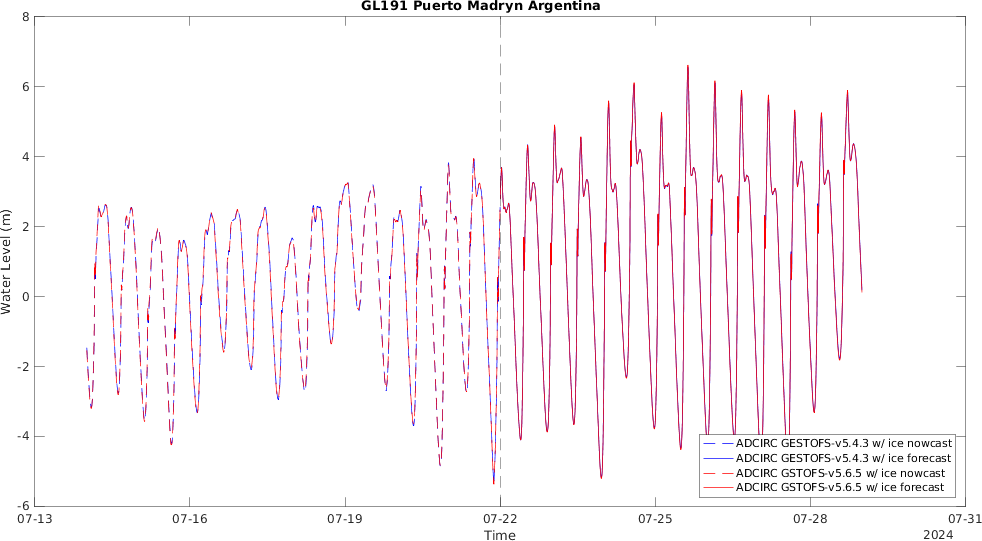 GL191 Puerto Madryn Argentina
8
6
4
2
0
-2
-4
-6
Water Level (m)
ADCIRC GESTOFS-v5.4.3 w/ ice nowcast
ADCIRC GESTOFS-v5.4.3 w/ ice forecast
ADCIRC GSTOFS-v5.6.5 w/ ice nowcast
ADCIRC GSTOFS-v5.6.5 w/ ice forecast
07-13 07-16 07-19 07-22 07-25 07-28 07-31
Time 2024